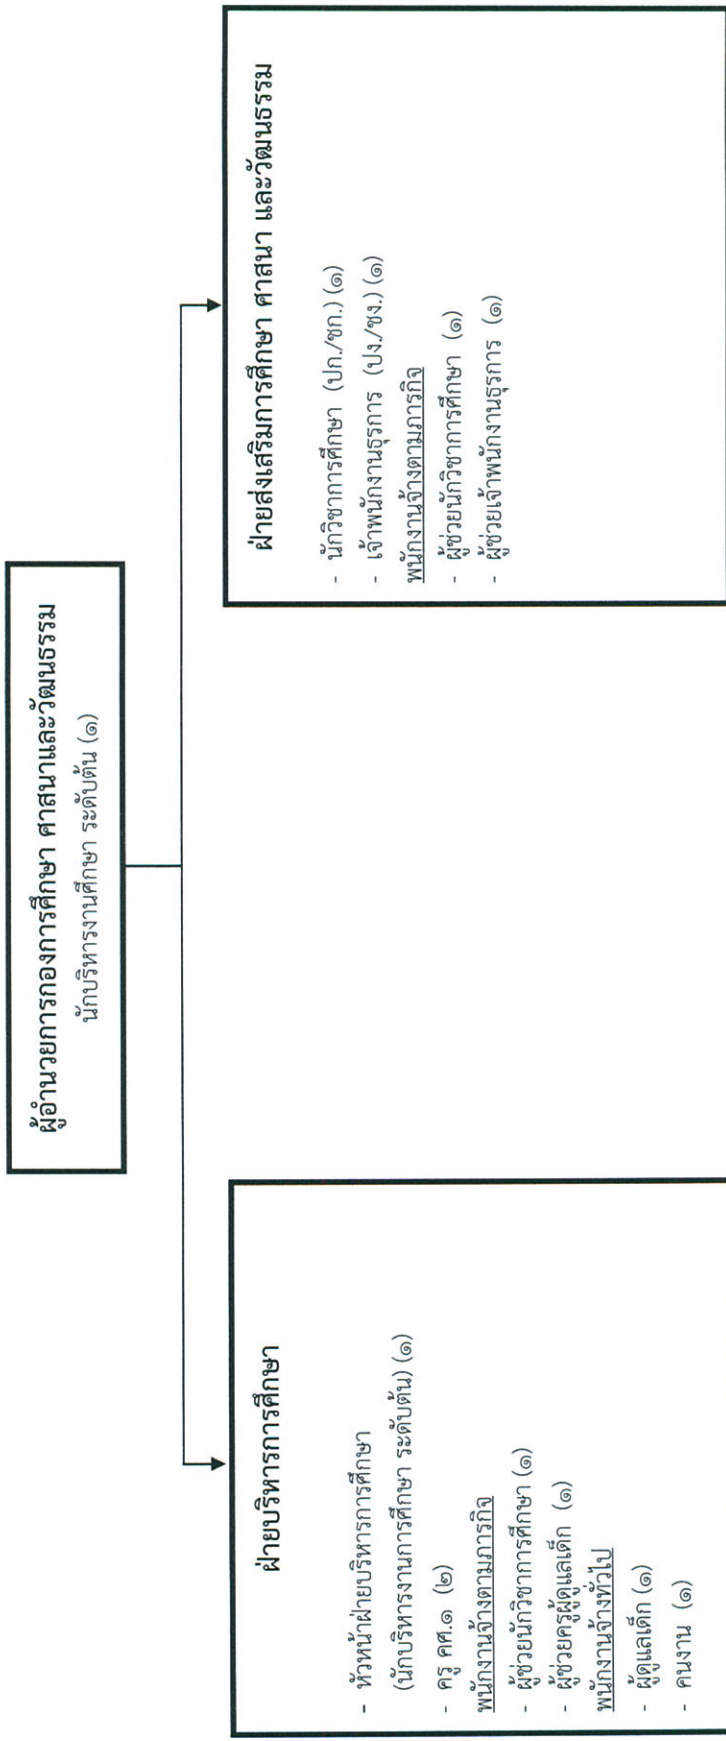 ผู้อำนวยการกองการศึกษา ศาสนาและวัฒนธรรม
นักบริหารงานศึกษา ระดับต้น (๑)
ฝ่ายบริหารการศึกษา
- หัวหน้าฝ่ายบริหารการศึกษา
(นักบริหารงานการศึกษา ระดับต้น) (๑)
- ครู คศ.๑ (๒)
พนักงานจ้างตามภารกิจ
- ผู้ช่วยนักวิชาการศึกษา (๑)
- ผู้ช่วยครูผู้ดูแลเด็ก (๑)
พนักงานจ้างทั่วไป
- ผู้ดูแลเด็ก (๑)
- คนงาน (๑)
ฝ่ายส่งเสริมการศึกษา ศาสนา และวัฒนธรรม
- นักวิชาการศึกษา (ปก./ชก.) (๑)
- เจ้าพนักงานธุรการ (ปง./ชง.) (๑)
พนักงานจ้างตามภารกิจ
- ผู้ช่วยนักวิชาการศึกษา (๑)
- ผู้ช่วยเจ้าพนักงานธุรการ (๑)